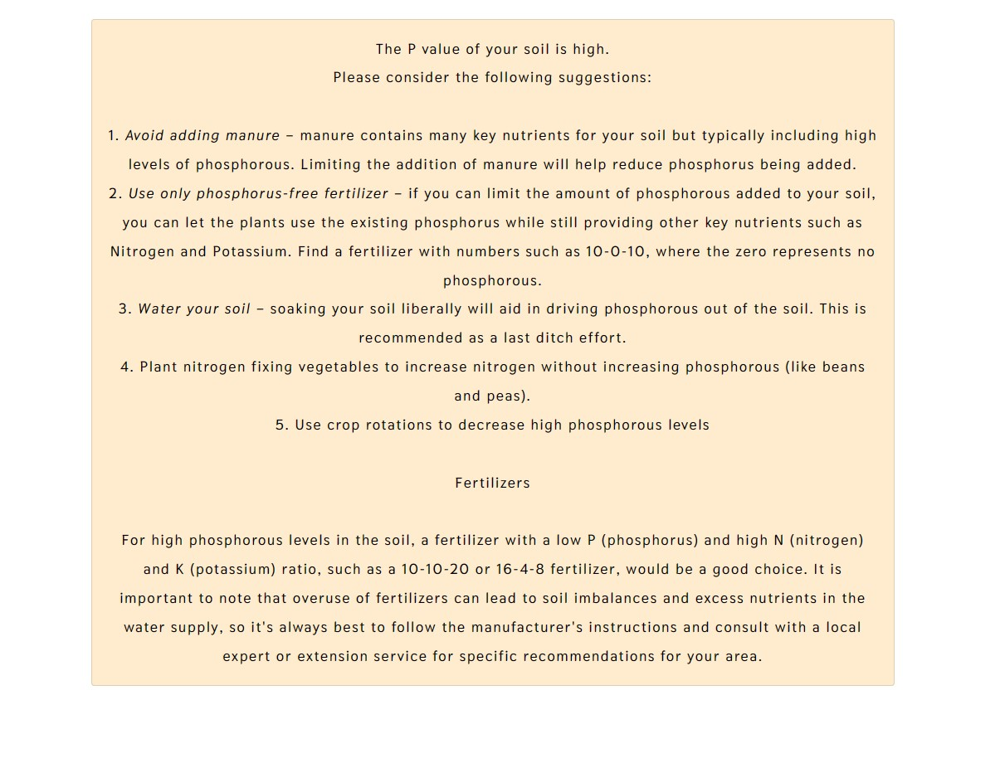 The P value of your soil is high.
Please consider the following suggestions:
1. Avoid adding manure – manure contains many key nutrients for your soil but typically including high
levels of phosphorous. Limiting the addition of manure will help reduce phosphorus being added.
2. Use only phosphorus-free fertilizer – if you can limit the amount of phosphorous added to your soil,
you can let the plants use the existing phosphorus while still providing other key nutrients such as
Nitrogen and Potassium. Find a fertilizer with numbers such as 10-0-10, where the zero represents no
phosphorous.
3. Water your soil – soaking your soil liberally will aid in driving phosphorous out of the soil. This is
recommended as a last ditch effort.
4. Plant nitrogen fixing vegetables to increase nitrogen without increasing phosphorous (like beans
and peas).
5. Use crop rotations to decrease high phosphorous levels
Fertilizers
For high phosphorous levels in the soil, a fertilizer with a low P (phosphorus) and high N (nitrogen)
and K (potassium) ratio, such as a 10-10-20 or 16-4-8 fertilizer, would be a good choice. It is
important to note that overuse of fertilizers can lead to soil imbalances and excess nutrients in the
water supply, so it's always best to follow the manufacturer's instructions and consult with a local
expert or extension service for specific recommendations for your area.